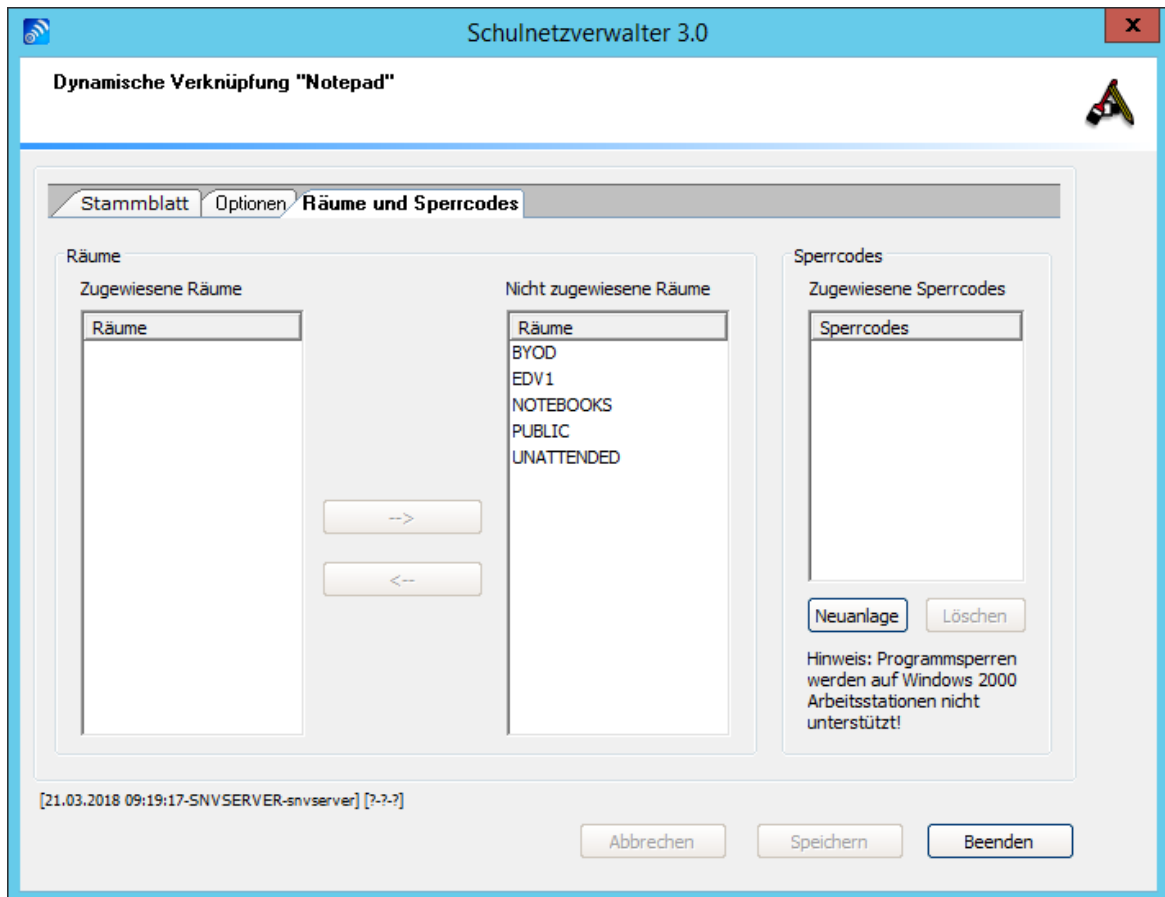 Schulnetzverwalter 3.0
x
Dynamische Verknüpfung "Notepad"
Stammblatt
Optionen
Räume und Sperrcodes
Räume
Zugewiesene Räume
Räume
-->
<--
Nicht zugewiesene Räume
Räume
BYOD
EDV1
NOTEBOOKS
PUBLIC
UNATTENDED
Sperrcodes
Zugewiesene Sperrcodes
Sperrcodes
Neuanlage
Löschen
Hinweis: Programmsperren
werden auf Windows 2000
Arbeitsstationen nicht
unterstützt!
[21.03.2018 09:19:17-SNVSERVER-snvserver] [?-?-?]
Abbrechen
Speichern
Beenden